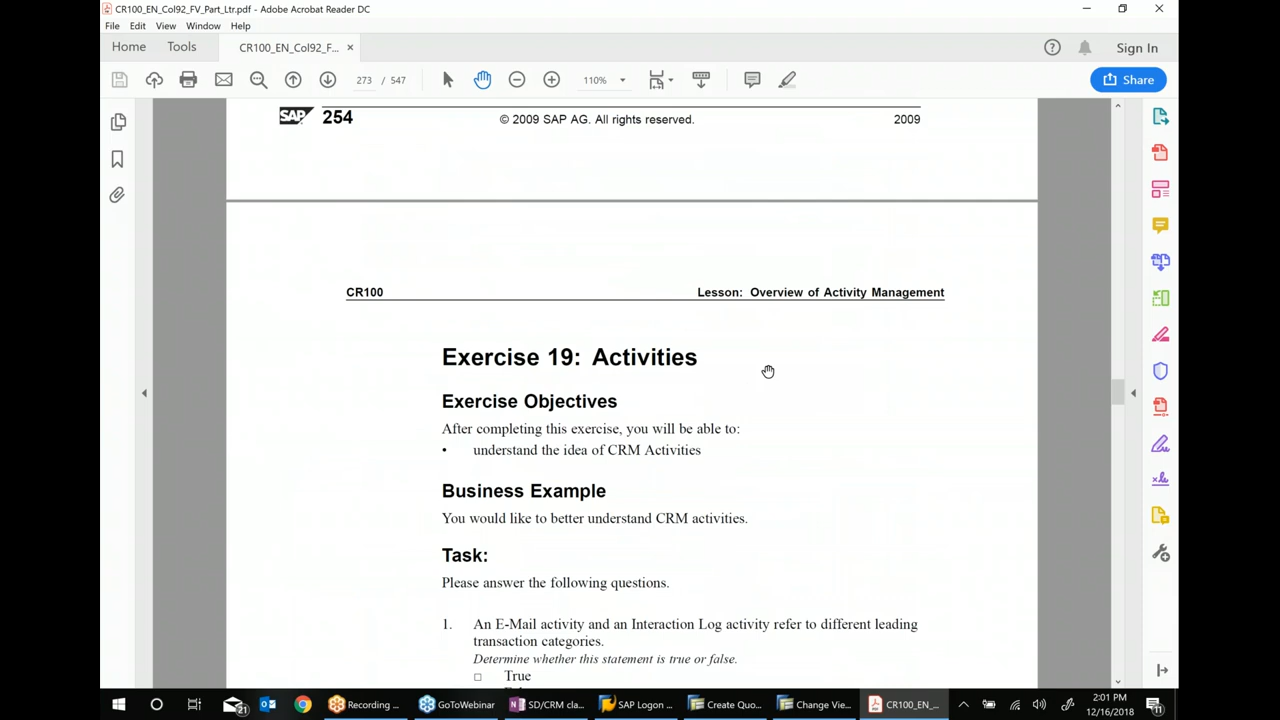 CR100_EN_Col92_FV_Part_Ltr.pdf - Adobe Acrobat Reader DC
File Edit View Window Help
Home Tools CR100_EN_Col92_F... × Sign In
273 / 547 110% Share
SAP 254 © 2009 SAP AG. All rights reserved. 2009
CR100 Lesson: Overview of Activity Management
Exercise 19: Activities
Exercise Objectives
After completing this exercise, you will be able to:
• understand the idea of CRM Activities
Business Example
You would like to better understand CRM activities.
Task:
Please answer the following questions.
1. An E-Mail activity and an Interaction Log activity refer to different leading
transaction categories.
Determine whether this statement is true or false.
□ True
21 Recording ... GoToWebinar SD/CRM cla... SAP Logon ... Create Quo... Change Vie... CR100_EN_... 2:01 PM
12/16/2018 11